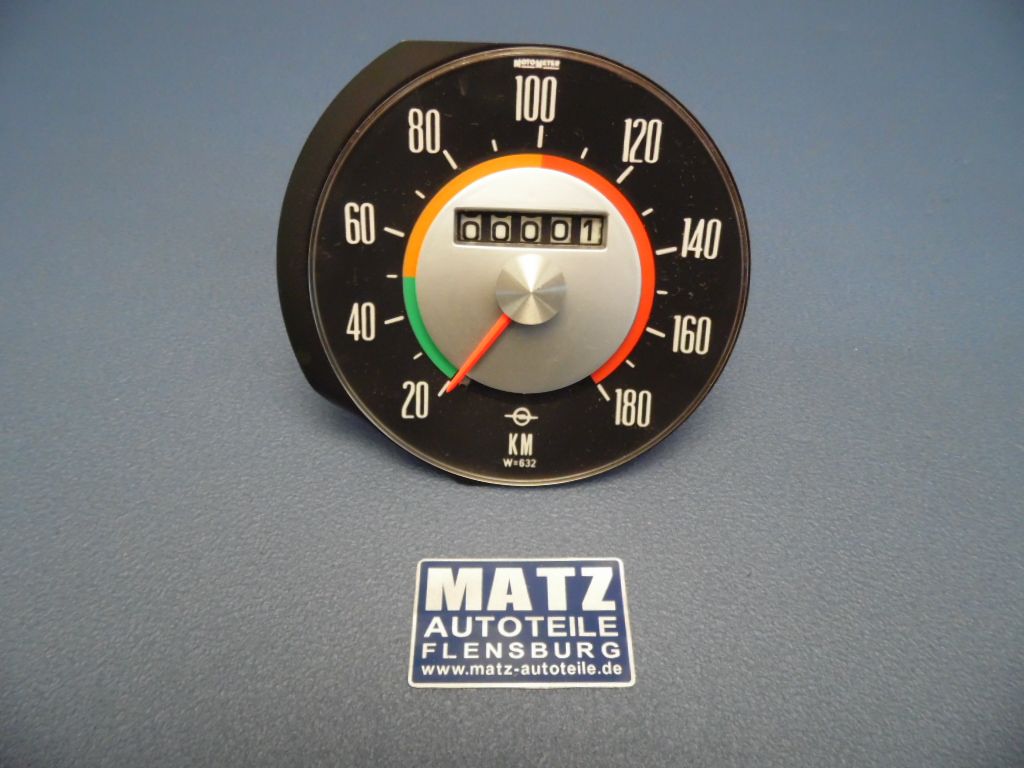 MOTOMETER
100
80
120
60
140
40
160
20
180
00001
KM
W=632
MATZ
AUTOTEILE
FLENSBURG
www.matz-autoteile.de